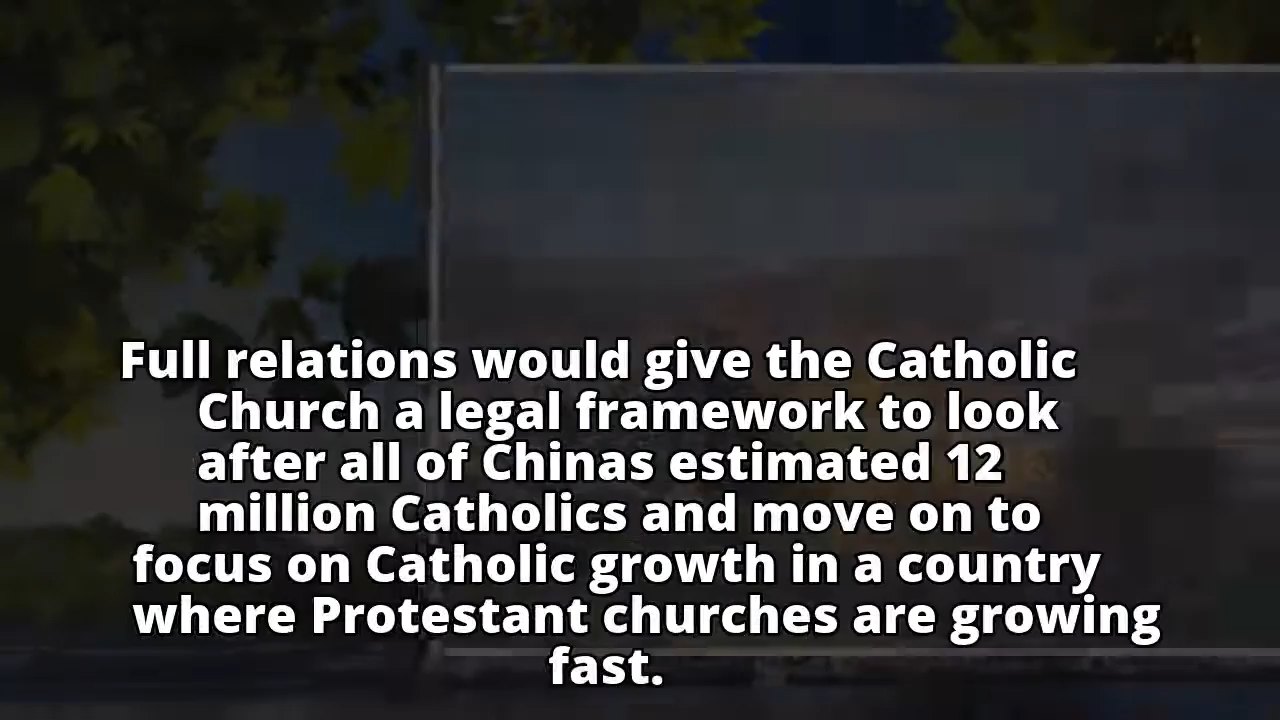 Full relations would give the Catholic
Church a legal framework to look
after all of Chinas estimated 12
million Catholics and move on to
focus on Catholic growth in a country
where Protestant churches are growing
fast.